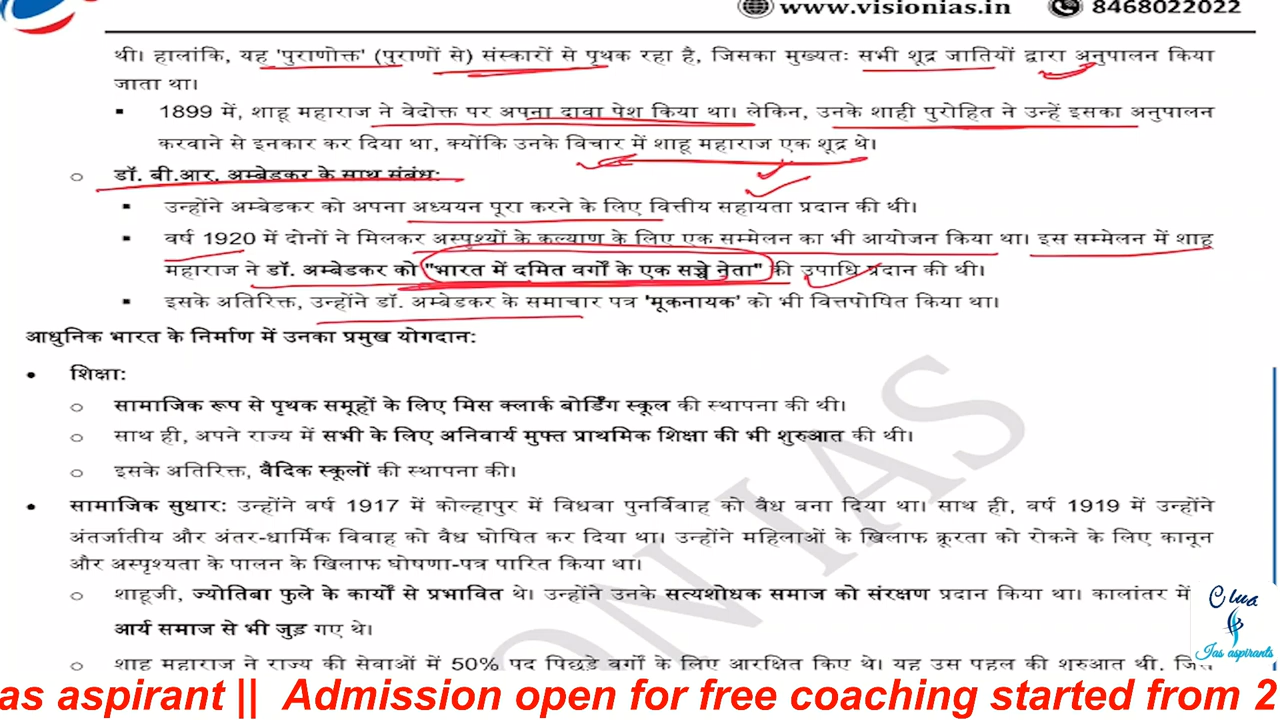 www.visionias.in 8468022022
थी। हालांकि, यह 'पुराणोक्त' (पुराणों से) संस्कारों से पृथक रहा है, जिसका मुख्यतः सभी शूद्र जातियों द्वारा अनुपालन किया
जाता था।
▪ 1899 में, शाहू महाराज ने वेदोक्त पर अपना दावा पेश किया था। लेकिन, उनके शाही पुरोहित ने उन्हें इसका अनुपालन
करवाने से इनकार कर दिया था, क्योंकि उनके विचार में शाहू महाराज एक शूद्र थे।
o डॉ. बी.आर. अम्बेडकर के साथ संबंध:
▪ उन्होंने अम्बेडकर को अपना अध्ययन पूरा करने के लिए वित्तीय सहायता प्रदान की थी।
▪ वर्ष 1920 में दोनों ने मिलकर अस्पृश्यों के कल्याण के लिए एक सम्मेलन का भी आयोजन किया था। इस सम्मेलन में शाहू
महाराज ने डॉ. अम्बेडकर को "भारत में दमित वर्गों के एक सच्चे नेता" की उपाधि प्रदान की थी।
▪ इसके अतिरिक्त, उन्होंने डॉ. अम्बेडकर के समाचार पत्र 'मूकनायक' को भी वित्तपोषित किया था।
आधुनिक भारत के निर्माण में उनका प्रमुख योगदान:
• शिक्षा:
o सामाजिक रूप से पृथक समूहों के लिए मिस क्लार्क बोर्डिंग स्कूल की स्थापना की थी।
o साथ ही, अपने राज्य में सभी के लिए अनिवार्य मुफ्त प्राथमिक शिक्षा की भी शुरुआत की थी।
o इसके अतिरिक्त, वैदिक स्कूलों की स्थापना की।
• सामाजिक सुधार: उन्होंने वर्ष 1917 में कोल्हापुर में विधवा पुनर्विवाह को वैध बना दिया था। साथ ही, वर्ष 1919 में उन्होंने
अंतर्जातीय और अंतर-धार्मिक विवाह को वैध घोषित कर दिया था। उन्होंने महिलाओं के ख़िलाफ क्रूरता को रोकने के लिए कानून
और अस्पृश्यता के पालन के खिलाफ घोषणा-पत्र पारित किया था।
o शाहूजी, ज्योतिबा फुले के कार्यों से प्रभावित थे। उन्होंने उनके सत्यशोधक समाज को संरक्षण प्रदान किया था। कालांतर में
आर्य समाज से भी जुड़ गए थे।
o शाहू महाराज ने राज्य की सेवाओं में 50% पद पिछड़े वर्गों के लिए आरक्षित किए थे। यह उस पहल की शुरुआत थी,
ON IAS
Ias aspirants
as aspirant || Admission open for free coaching started from 2